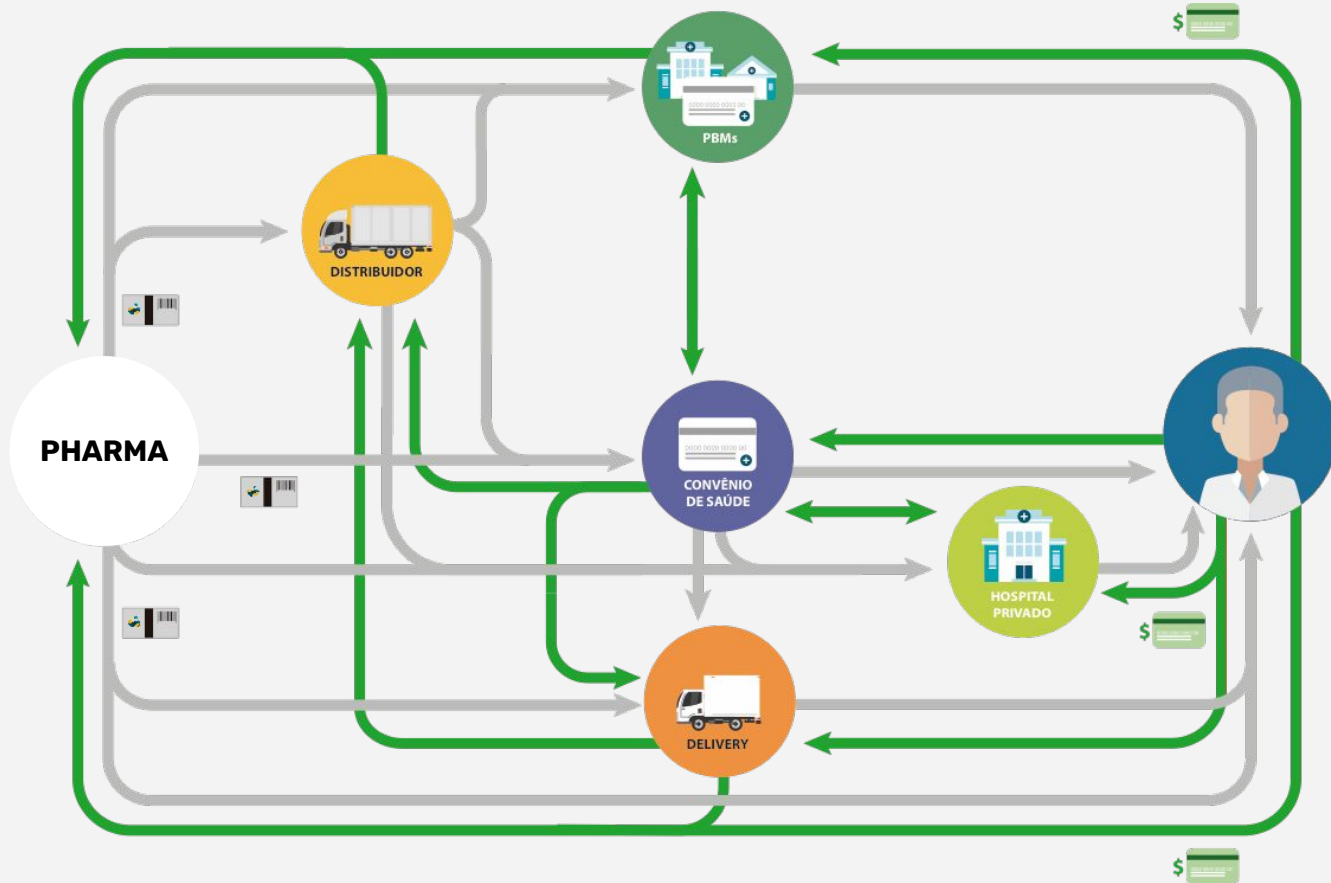 $
PBMs
DISTRIBUIDOR
PHARMA
CONVÊNIO
DE SAÚDE
HOSPITAL
PRIVADO
$
DELIVERY
$